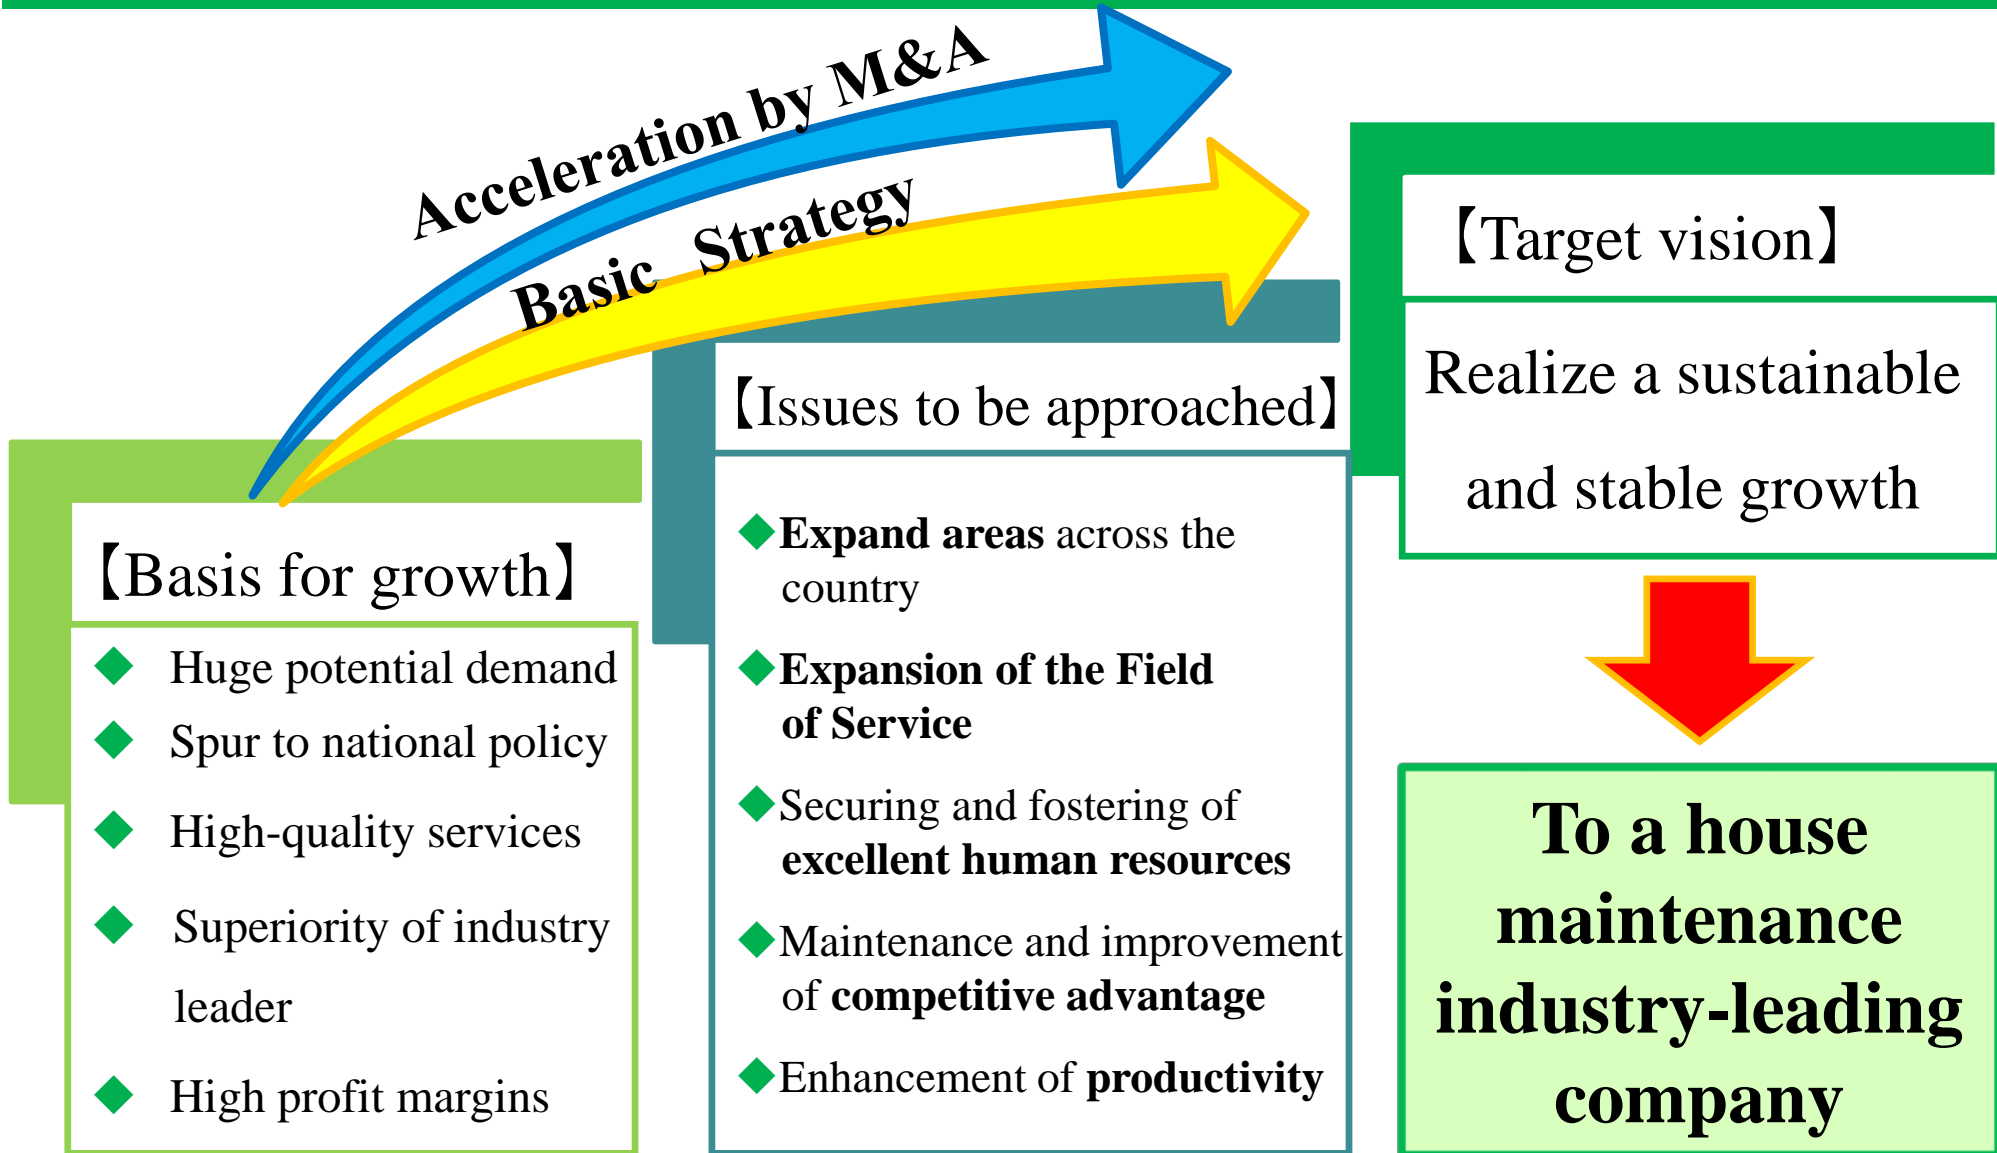 Acceleration by M&A
Basic Strategy
【Basis for growth】
◆ Huge potential demand
◆ Spur to national policy
◆ High-quality services
◆ Superiority of industry
leader
◆ High profit margins
【Issues to be approached】
◆Expand areas across the
country
◆Expansion of the Field
of Service
◆Securing and fostering of
excellent human resources
◆Maintenance and improvement
of competitive advantage
◆Enhancement of productivity
【Target vision】
Realize a sustainable
and stable growth
To a house
maintenance
industry-leading
company